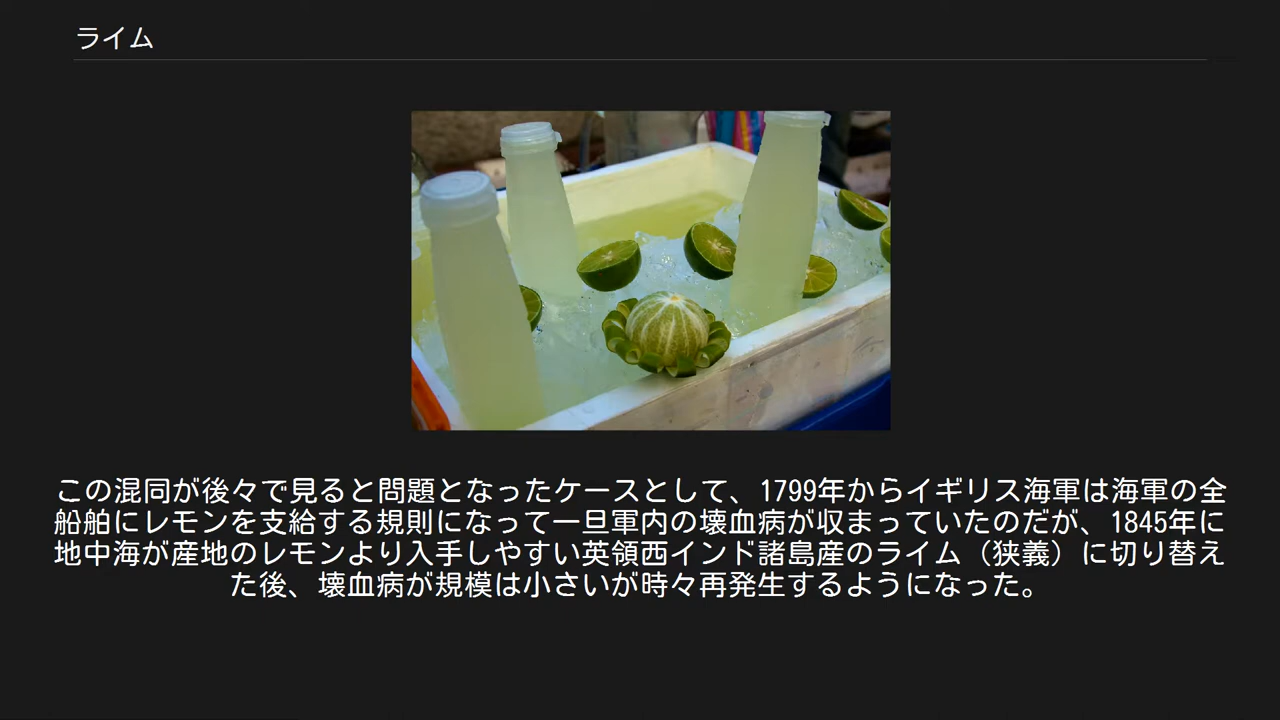 ライム
この混同が後々で見ると問題となったケースとして、1799年からイギリス海軍は海軍の全
船舶にレモンを支給する規則になって一旦軍内の壊血病が収まっていたのだが、1845年に
地中海が産地のレモンより入手しやすい英領西インド諸島産のライム（狭義）に切り替え
た後、壊血病が規模は小さいが時々再発生するようになった。